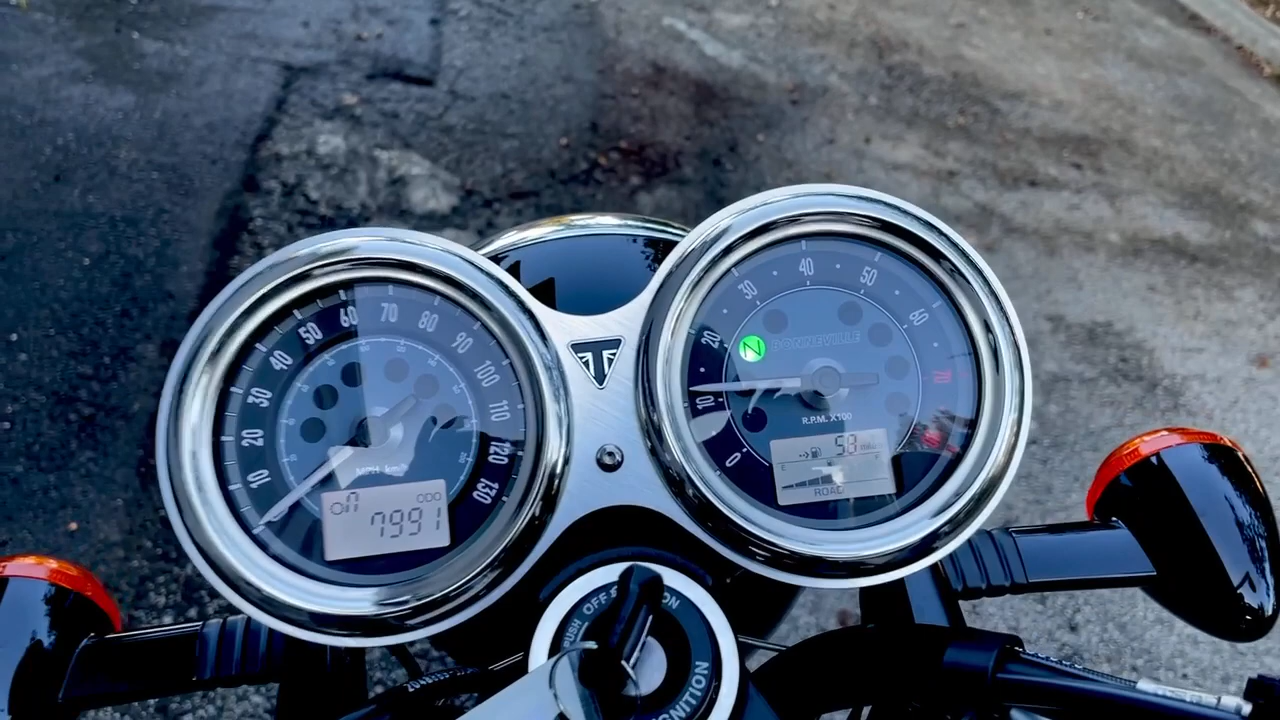 10 20 30 40 50 60 70 80 90 100 110 120 130
MPH
km/h
ODO
7991
0 10 20 30 40 50 60 70
BONNEVILLE
N
R.P.M. X100
58 mi
E F
ROAD
PUSH OFF ON
IGNITION